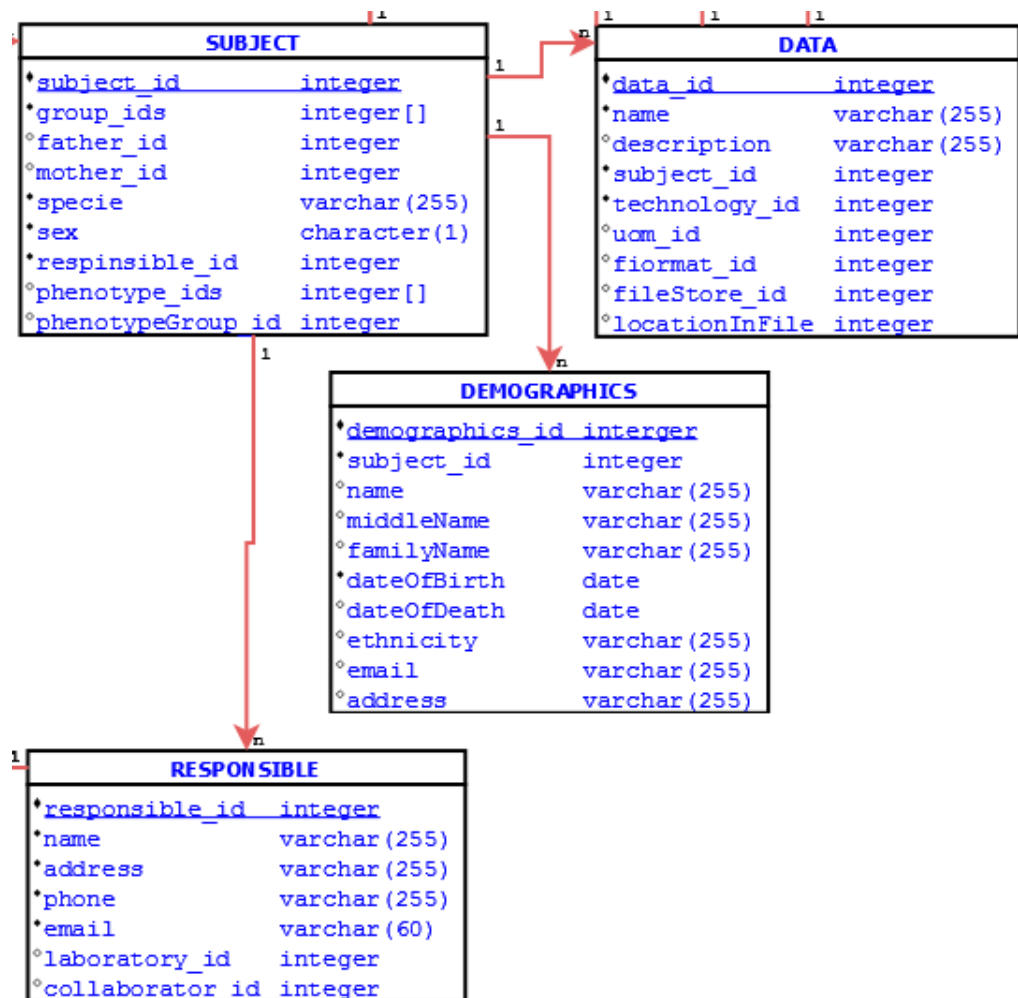 1
1 1 1
SUBJECT
subject_id integer
group_ids integer[]
father_id integer
mother_id integer
specie varchar(255)
sex character(1)
respinsible_id integer
phenotype_ids integer[]
phenotypeGroup_id integer
1
n
1
DATA
data_id integer
name varchar(255)
description varchar(255)
subject_id integer
technology_id integer
uom_id integer
fiormat_id integer
fileStore_id integer
locationInFile integer
1
n
DEMOGRAPHICS
demographics_id interger
subject_id integer
name varchar(255)
middleName varchar(255)
familyName varchar(255)
dateOfBirth date
dateOfDeath date
ethnicity varchar(255)
email varchar(255)
address varchar(255)
n
1
RESPONSIBLE
responsible_id integer
name varchar(255)
address varchar(255)
phone varchar(255)
email varchar(60)
laboratory_id integer
collaborator_id integer